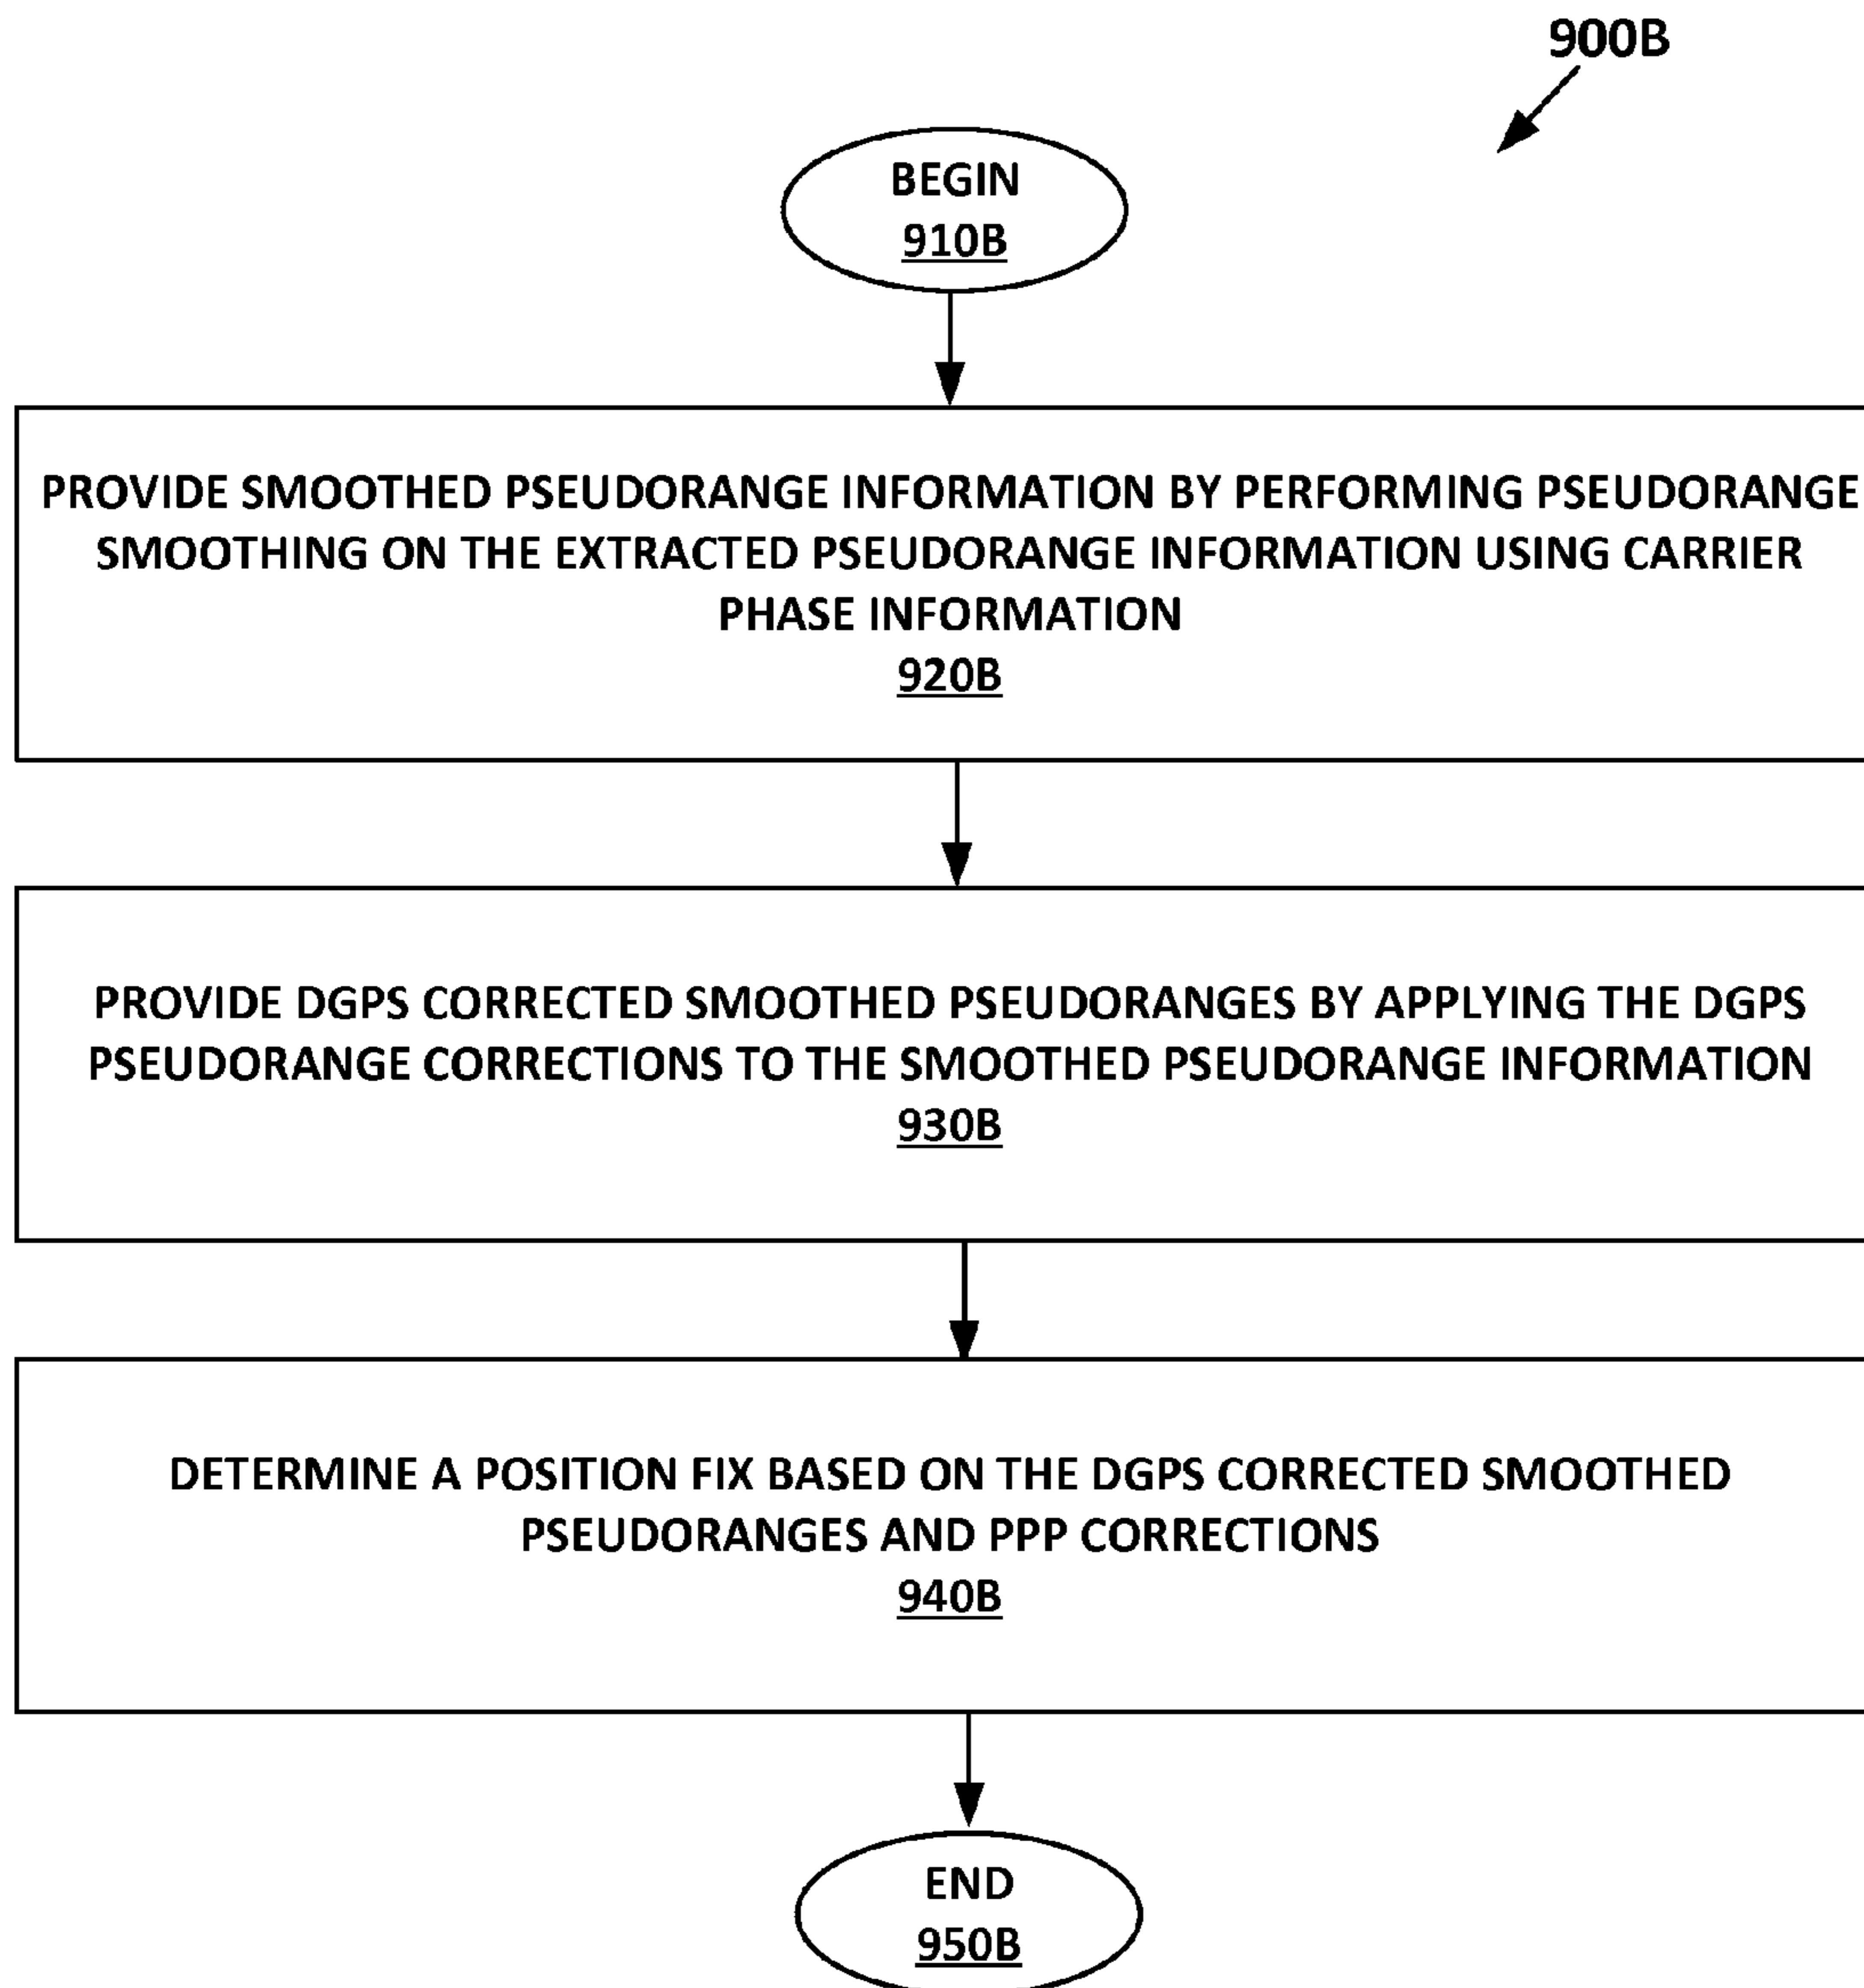 900B
BEGIN
910B
PROVIDE SMOOTHED PSEUDORANGE INFORMATION BY PERFORMING PSEUDORANGE
SMOOTHING ON THE EXTRACTED PSEUDORANGE INFORMATION USING CARRIER
PHASE INFORMATION
920B
PROVIDE DGPS CORRECTED SMOOTHED PSEUDORANGES BY APPLYING THE DGPS
PSEUDORANGE CORRECTIONS TO THE SMOOTHED PSEUDORANGE INFORMATION
930B
DETERMINE A POSITION FIX BASED ON THE DGPS CORRECTED SMOOTHED
PSEUDORANGES AND PPP CORRECTIONS
940B
END
950B